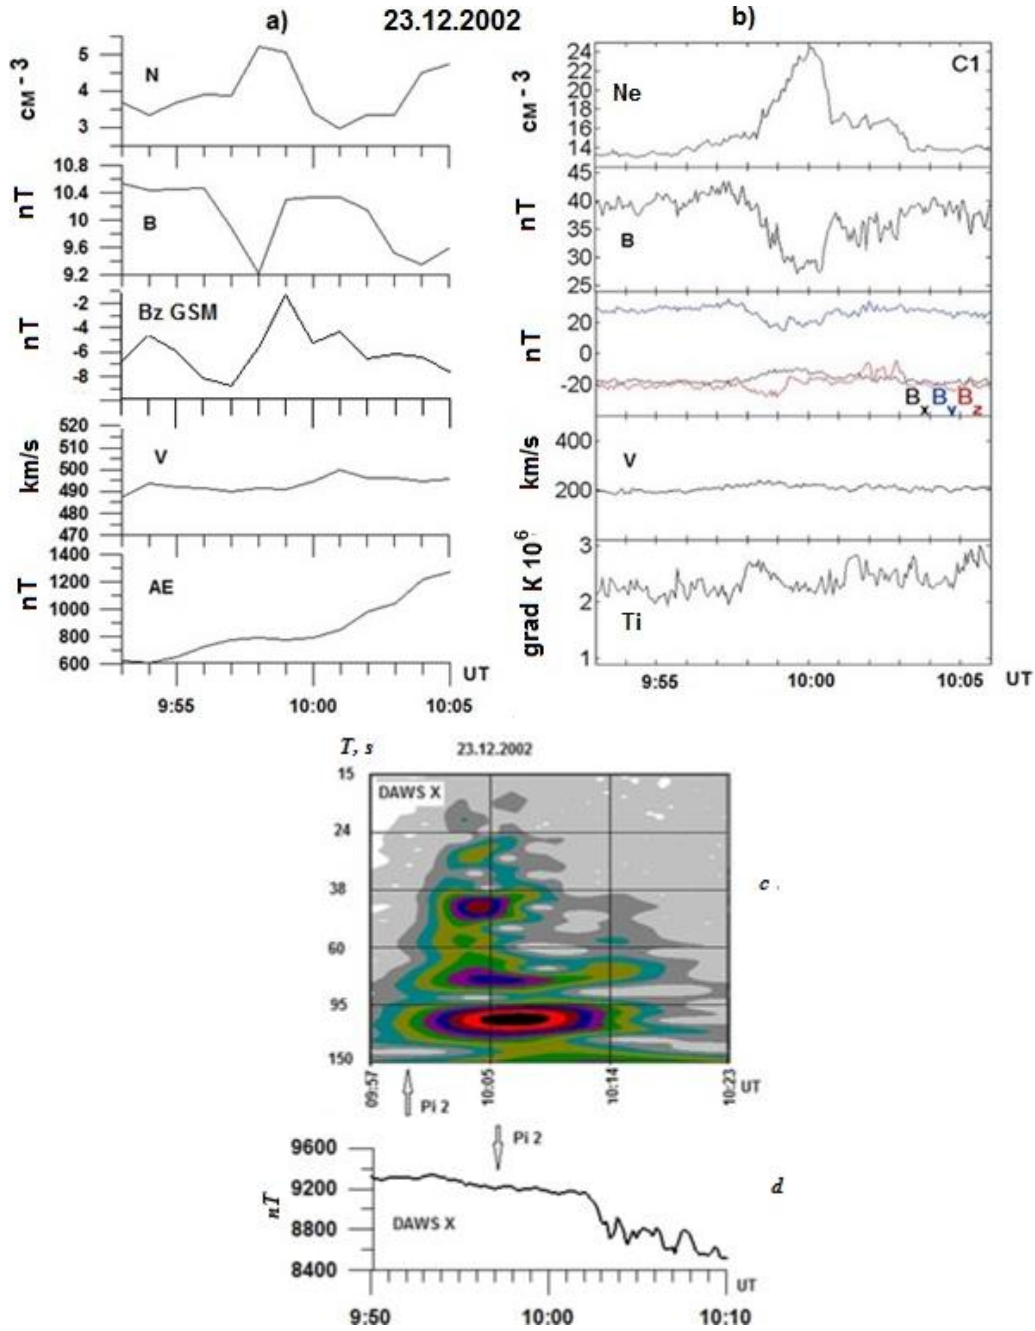 a) 23.12.2002 b)
см - 3
5
4
3
N
nT
10.8
10.4
10
9.6
9.2
B
nT
-2
-4
-6
-8
Bz GSM
km/s
520
510
500
490
480
470
V
nT
1400
1200
1000
800
600
AE
UT
9:55 10:00 10:05
см - 3
24
22
20
18
16
14
Ne
C1
nT
45
40
35
30
25
B
nT
20
0
-20
Bx By Bz
km/s
400
200
V
grad K 10^6
3
2
1
Ti
9:55 10:00 10:05 UT
T, s 23.12.2002
15
24
38
60
95
150
DAWS X
c .
09:57 10:05 10:14 10:23 UT
Pi 2
Pi 2
nT
9600
9200
8800
8400
DAWS X
d
UT
9:50 10:00 10:10